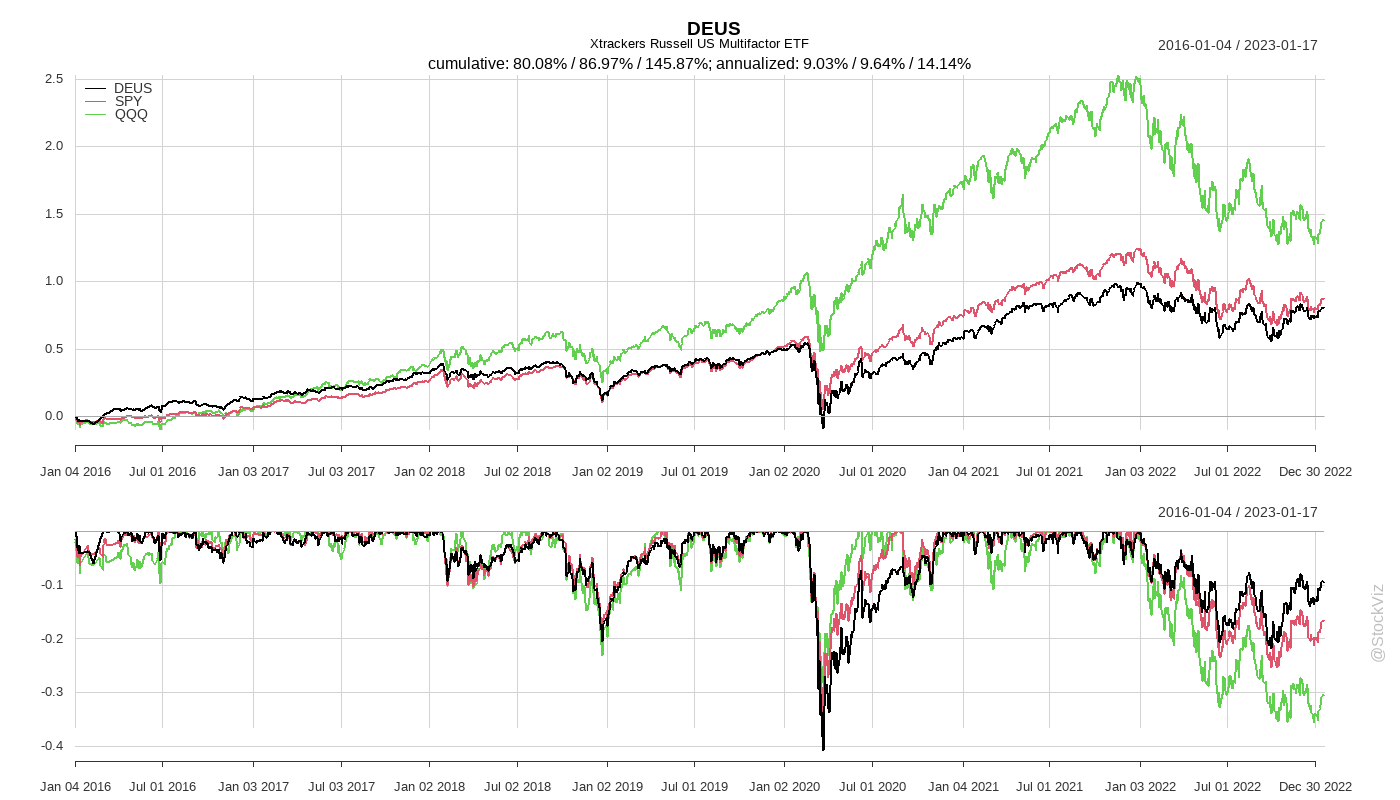 DEUS
Xtrackers Russell US Multifactor ETF
2016-01-04 / 2023-01-17
cumulative: 80.08% / 86.97% / 145.87%; annualized: 9.03% / 9.64% / 14.14%
2.5
DEUS
SPY
QQQ
2.0
1.5
1.0
0.5
0.0
Jan 04 2016 Jul 01 2016 Jan 03 2017 Jul 03 2017 Jan 02 2018 Jul 02 2018 Jan 02 2019 Jul 01 2019 Jan 02 2020 Jul 01 2020 Jan 04 2021 Jul 01 2021 Jan 03 2022 Jul 01 2022 Dec 30 2022
2016-01-04 / 2023-01-17
-0.1
-0.2
-0.3
-0.4
@StockViz
Jan 04 2016 Jul 01 2016 Jan 03 2017 Jul 03 2017 Jan 02 2018 Jul 02 2018 Jan 02 2019 Jul 01 2019 Jan 02 2020 Jul 01 2020 Jan 04 2021 Jul 01 2021 Jan 03 2022 Jul 01 2022 Dec 30 2022